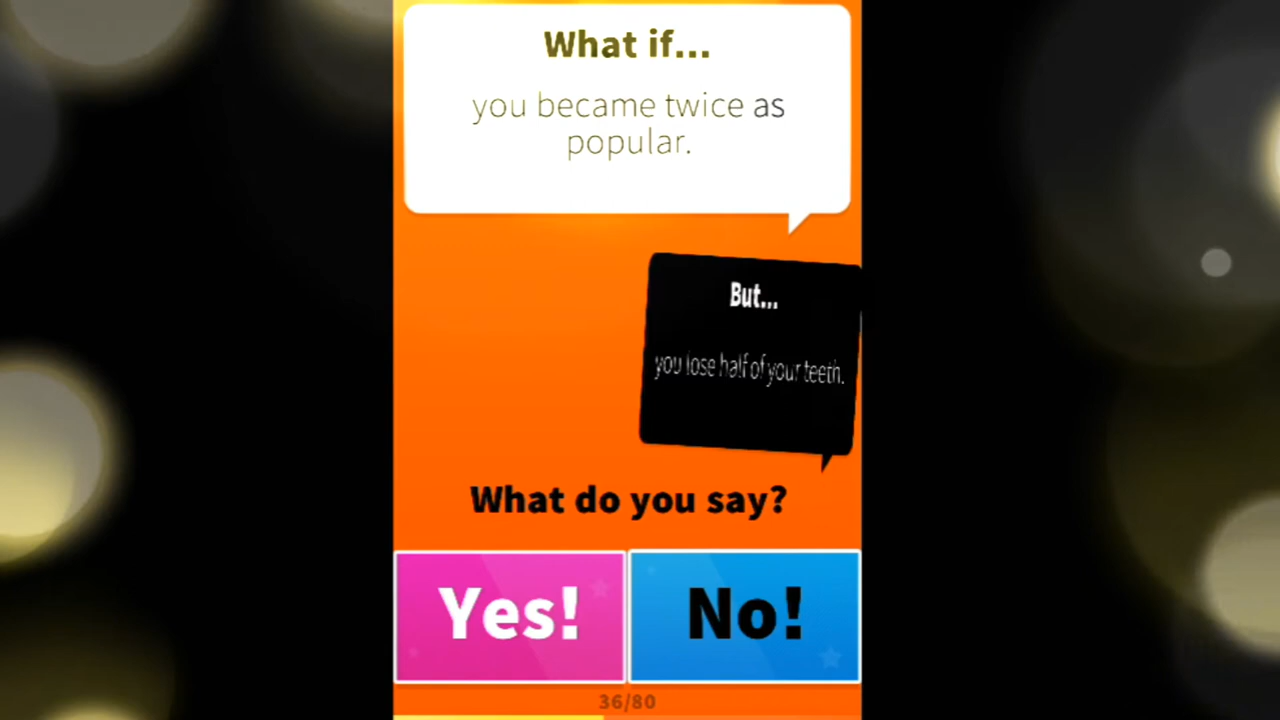 What if...
you became twice as
popular.
But...
you lose half of your teeth.
What do you say?
Yes!
No!
36/80